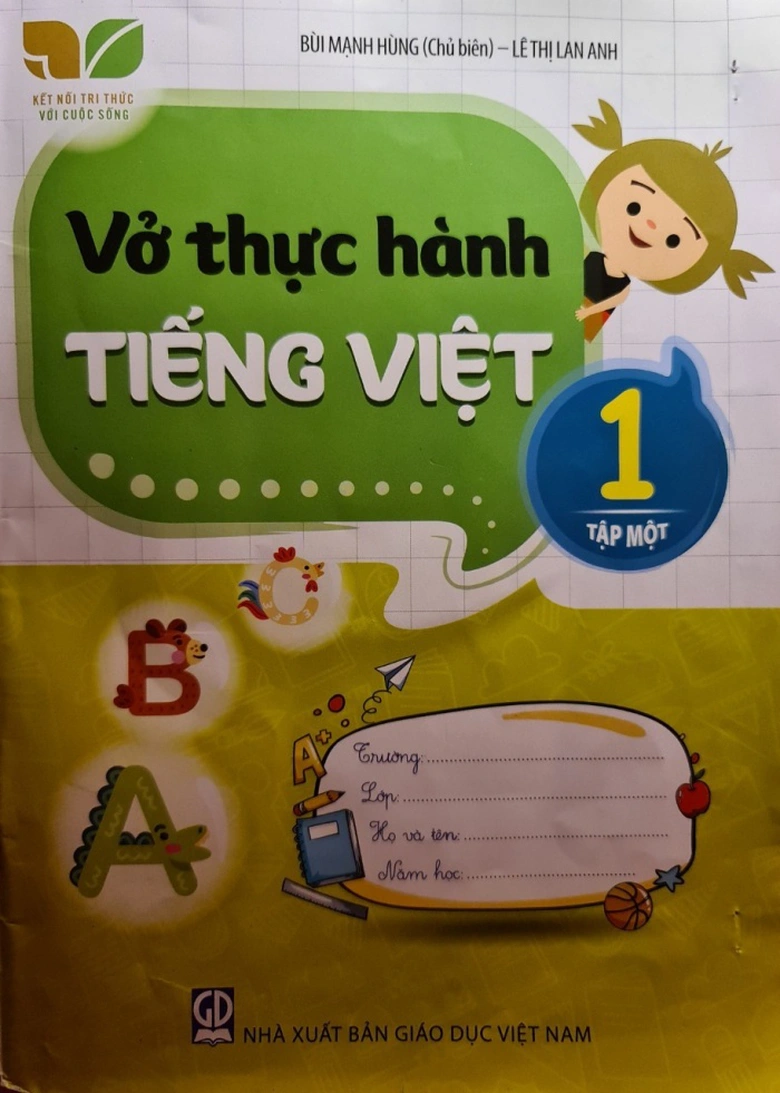 BÙI MẠNH HÙNG (Chủ biên) – LÊ THỊ LAN ANH
KẾT NỐI TRI THỨC
VỚI CUỘC SỐNG
Vở thực hành
TIẾNG VIỆT
1
TẬP MỘT
C
B
A
A+
Trường:
Lớp:
Họ và tên:
Năm học:
GD
NHÀ XUẤT BẢN GIÁO DỤC VIỆT NAM